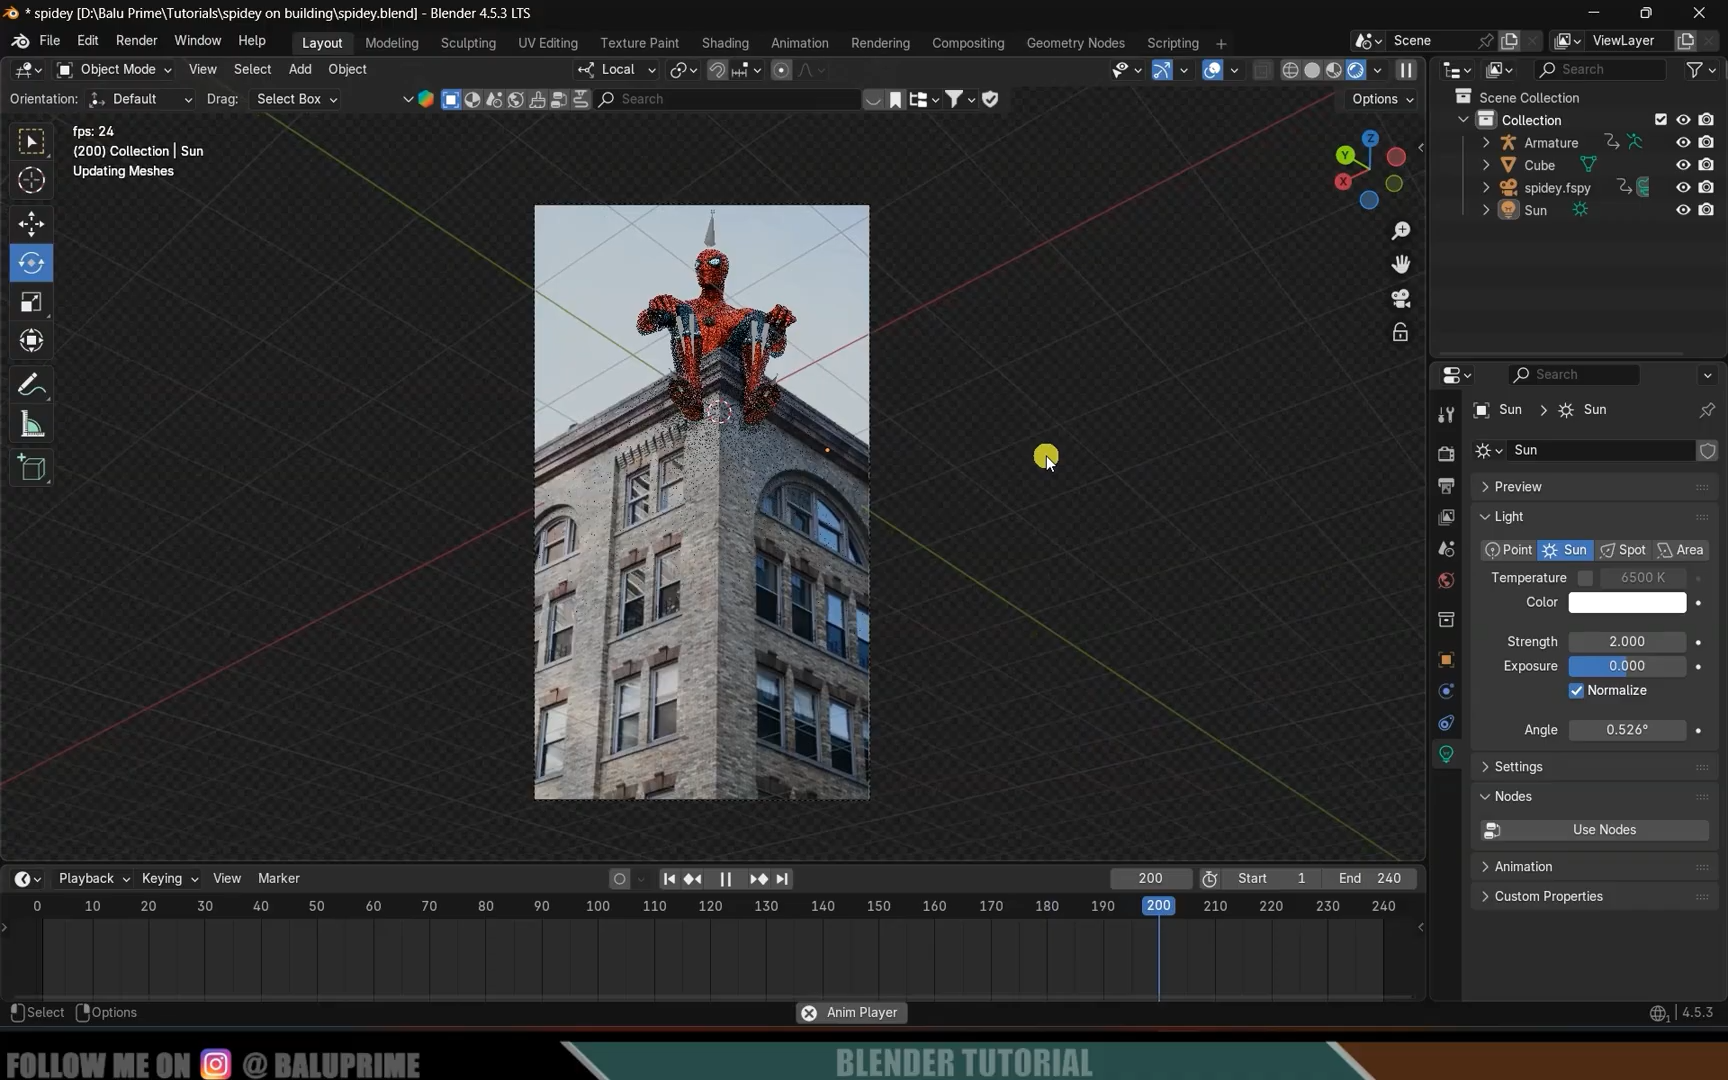 * spidey [D:\Balu Prime\Tutorials\spidey on building\spidey.blend] - Blender 4.5.3 LTS
File Edit Render Window Help Layout Modeling Sculpting UV Editing Texture Paint Shading Animation Rendering Compositing Geometry Nodes Scripting + Scene ViewLayer
Object Mode View Select Add Object Local Search
Orientation: Default Drag: Select Box Search Options
Scene Collection
Collection
Armature
Cube
spidey.fspy
Sun
fps: 24
(200) Collection | Sun
Updating Meshes
Z
Y
X
Search
Sun > Sun
Sun
Preview
Light
Point Sun Spot Area
Temperature 6500 K
Color
Strength 2.000
Exposure 0.000
Normalize
Angle 0.526°
Settings
Nodes
Use Nodes
Animation
Custom Properties
Playback Keying View Marker 200 Start 1 End 240
0 10 20 30 40 50 60 70 80 90 100 110 120 130 140 150 160 170 180 190 200 210 220 230 240
Select Options Anim Player 4.5.3
FOLLOW ME ON @ BALUPRIME BLENDER TUTORIAL